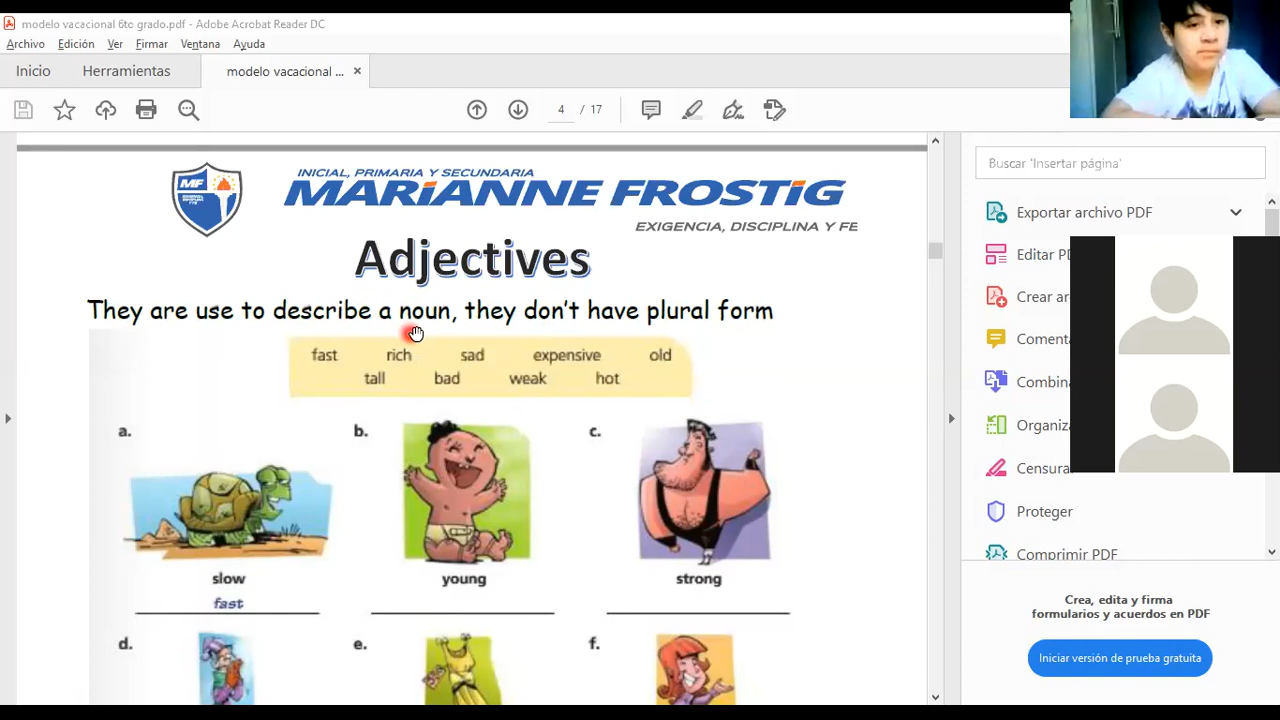 modelo vacacional 6to grado.pdf - Adobe Acrobat Reader DC
Archivo Edición Ver Firmar Ventana Ayuda
Inicio Herramientas modelo vacacional ... ×
4 / 17
Buscar 'Insertar página'
MF
INICIAL, PRIMARIA Y SECUNDARIA
MARiANNE FROSTiG
EXIGENCIA, DISCIPLINA Y FE
Adjectives
They are use to describe a noun, they don't have plural form
fast rich sad expensive old
tall bad weak hot
a. b. c.
slow young strong
fast
d. e. f.
Exportar archivo PDF
Editar PD
Crear ar
Comenta
Combina
Organiza
Censura
Proteger
Comprimir PDF
Crea, edita y firma
formularios y acuerdos en PDF
Iniciar versión de prueba gratuita